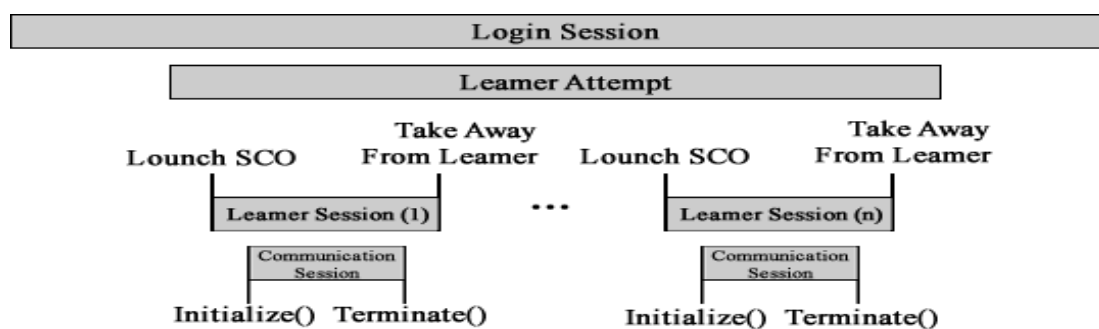 Login Session
Leamer Attempt
Lounch SCO
Take Away
From Leamer
Lounch SCO
Take Away
From Leamer
Leamer Session (1)
...
Leamer Session (n)
Communication
Session
Communication
Session
Initialize() Terminate()
Initialize() Terminate()